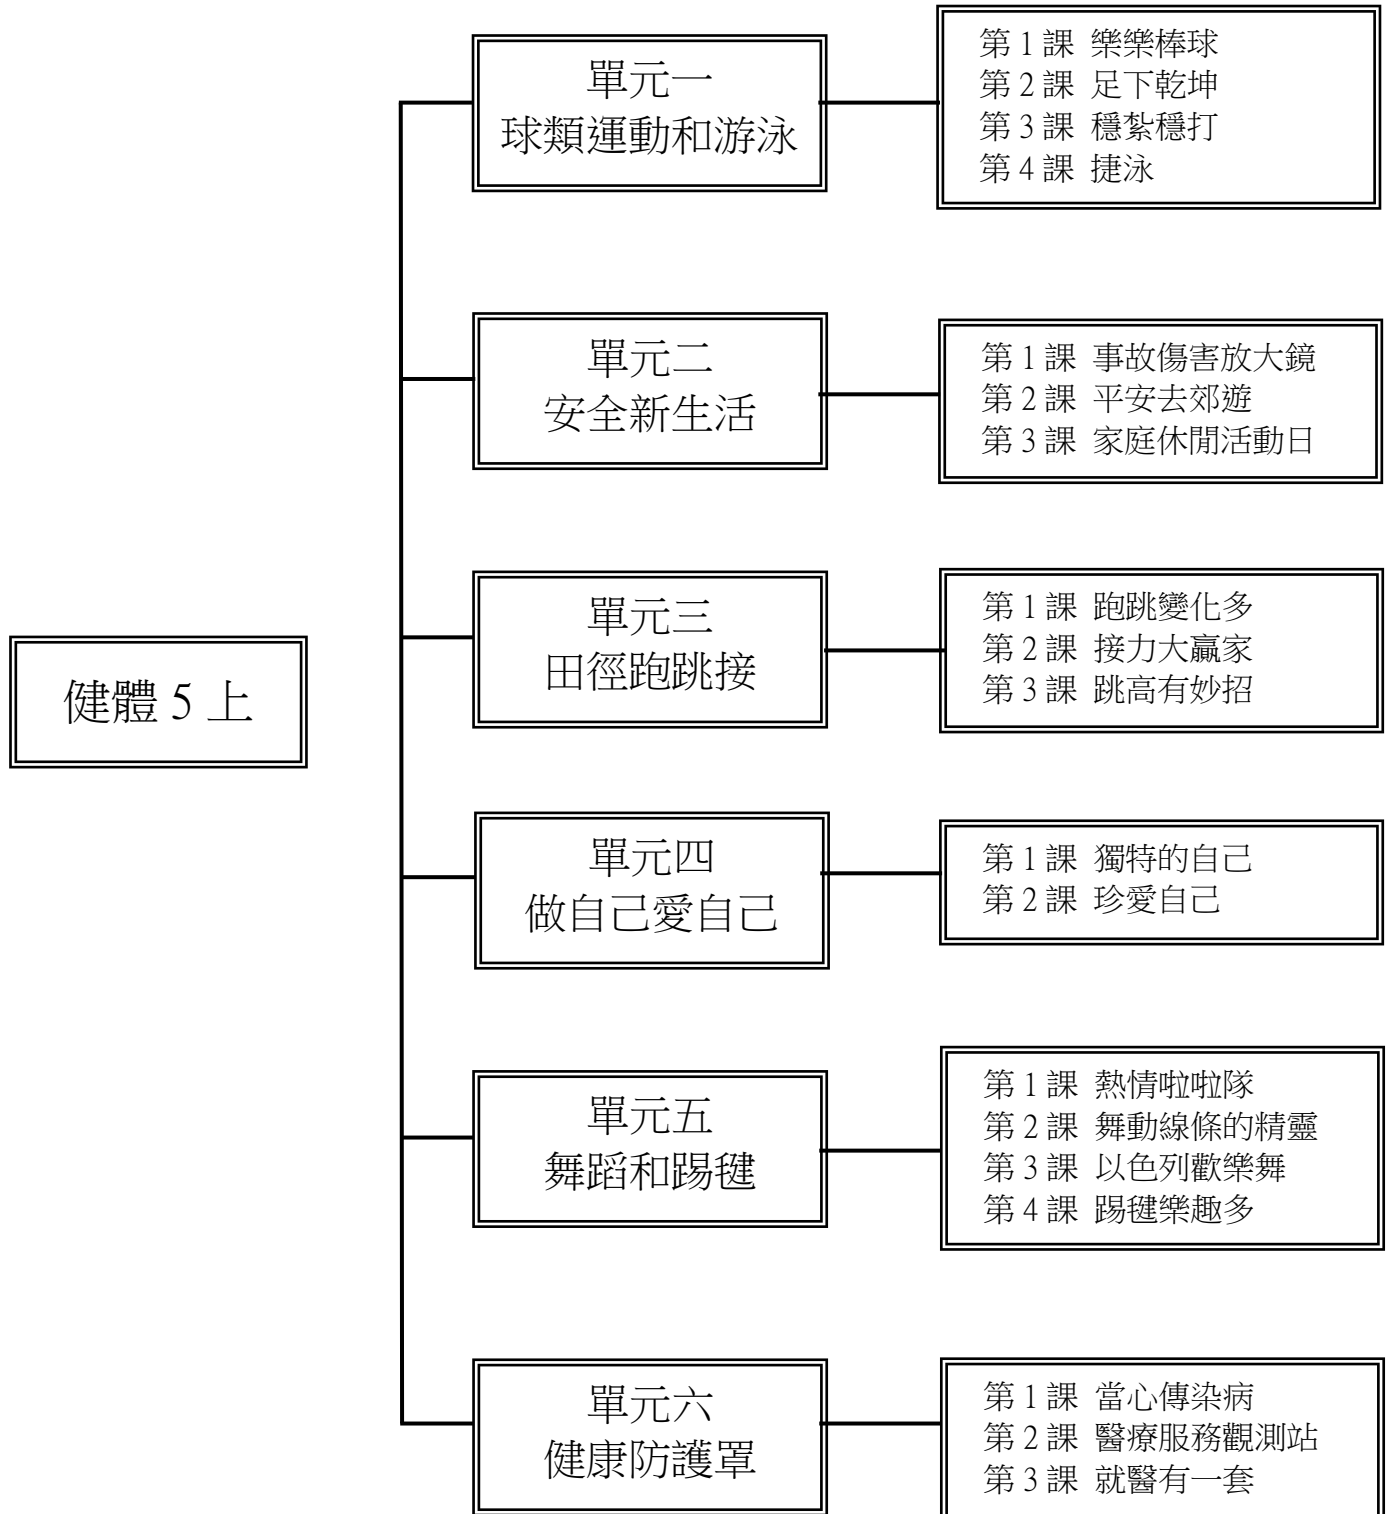 單元一
球類運動和游泳
第 1 課 樂樂棒球
第 2 課 足下乾坤
第 3 課 穩紮穩打
第 4 課 捷泳
單元二
安全新生活
第 1 課 事故傷害放大鏡
第 2 課 平安去郊遊
第 3 課 家庭休閒活動日
健體 5 上
單元三
田徑跑跳接
第 1 課 跑跳變化多
第 2 課 接力大贏家
第 3 課 跳高有妙招
單元四
做自己愛自己
第 1 課 獨特的自己
第 2 課 珍愛自己
單元五
舞蹈和踢毽
第 1 課 熱情啦啦隊
第 2 課 舞動線條的精靈
第 3 課 以色列歡樂舞
第 4 課 踢毽樂趣多
單元六
健康防護罩
第 1 課 當心傳染病
第 2 課 醫療服務觀測站
第 3 課 就醫有一套